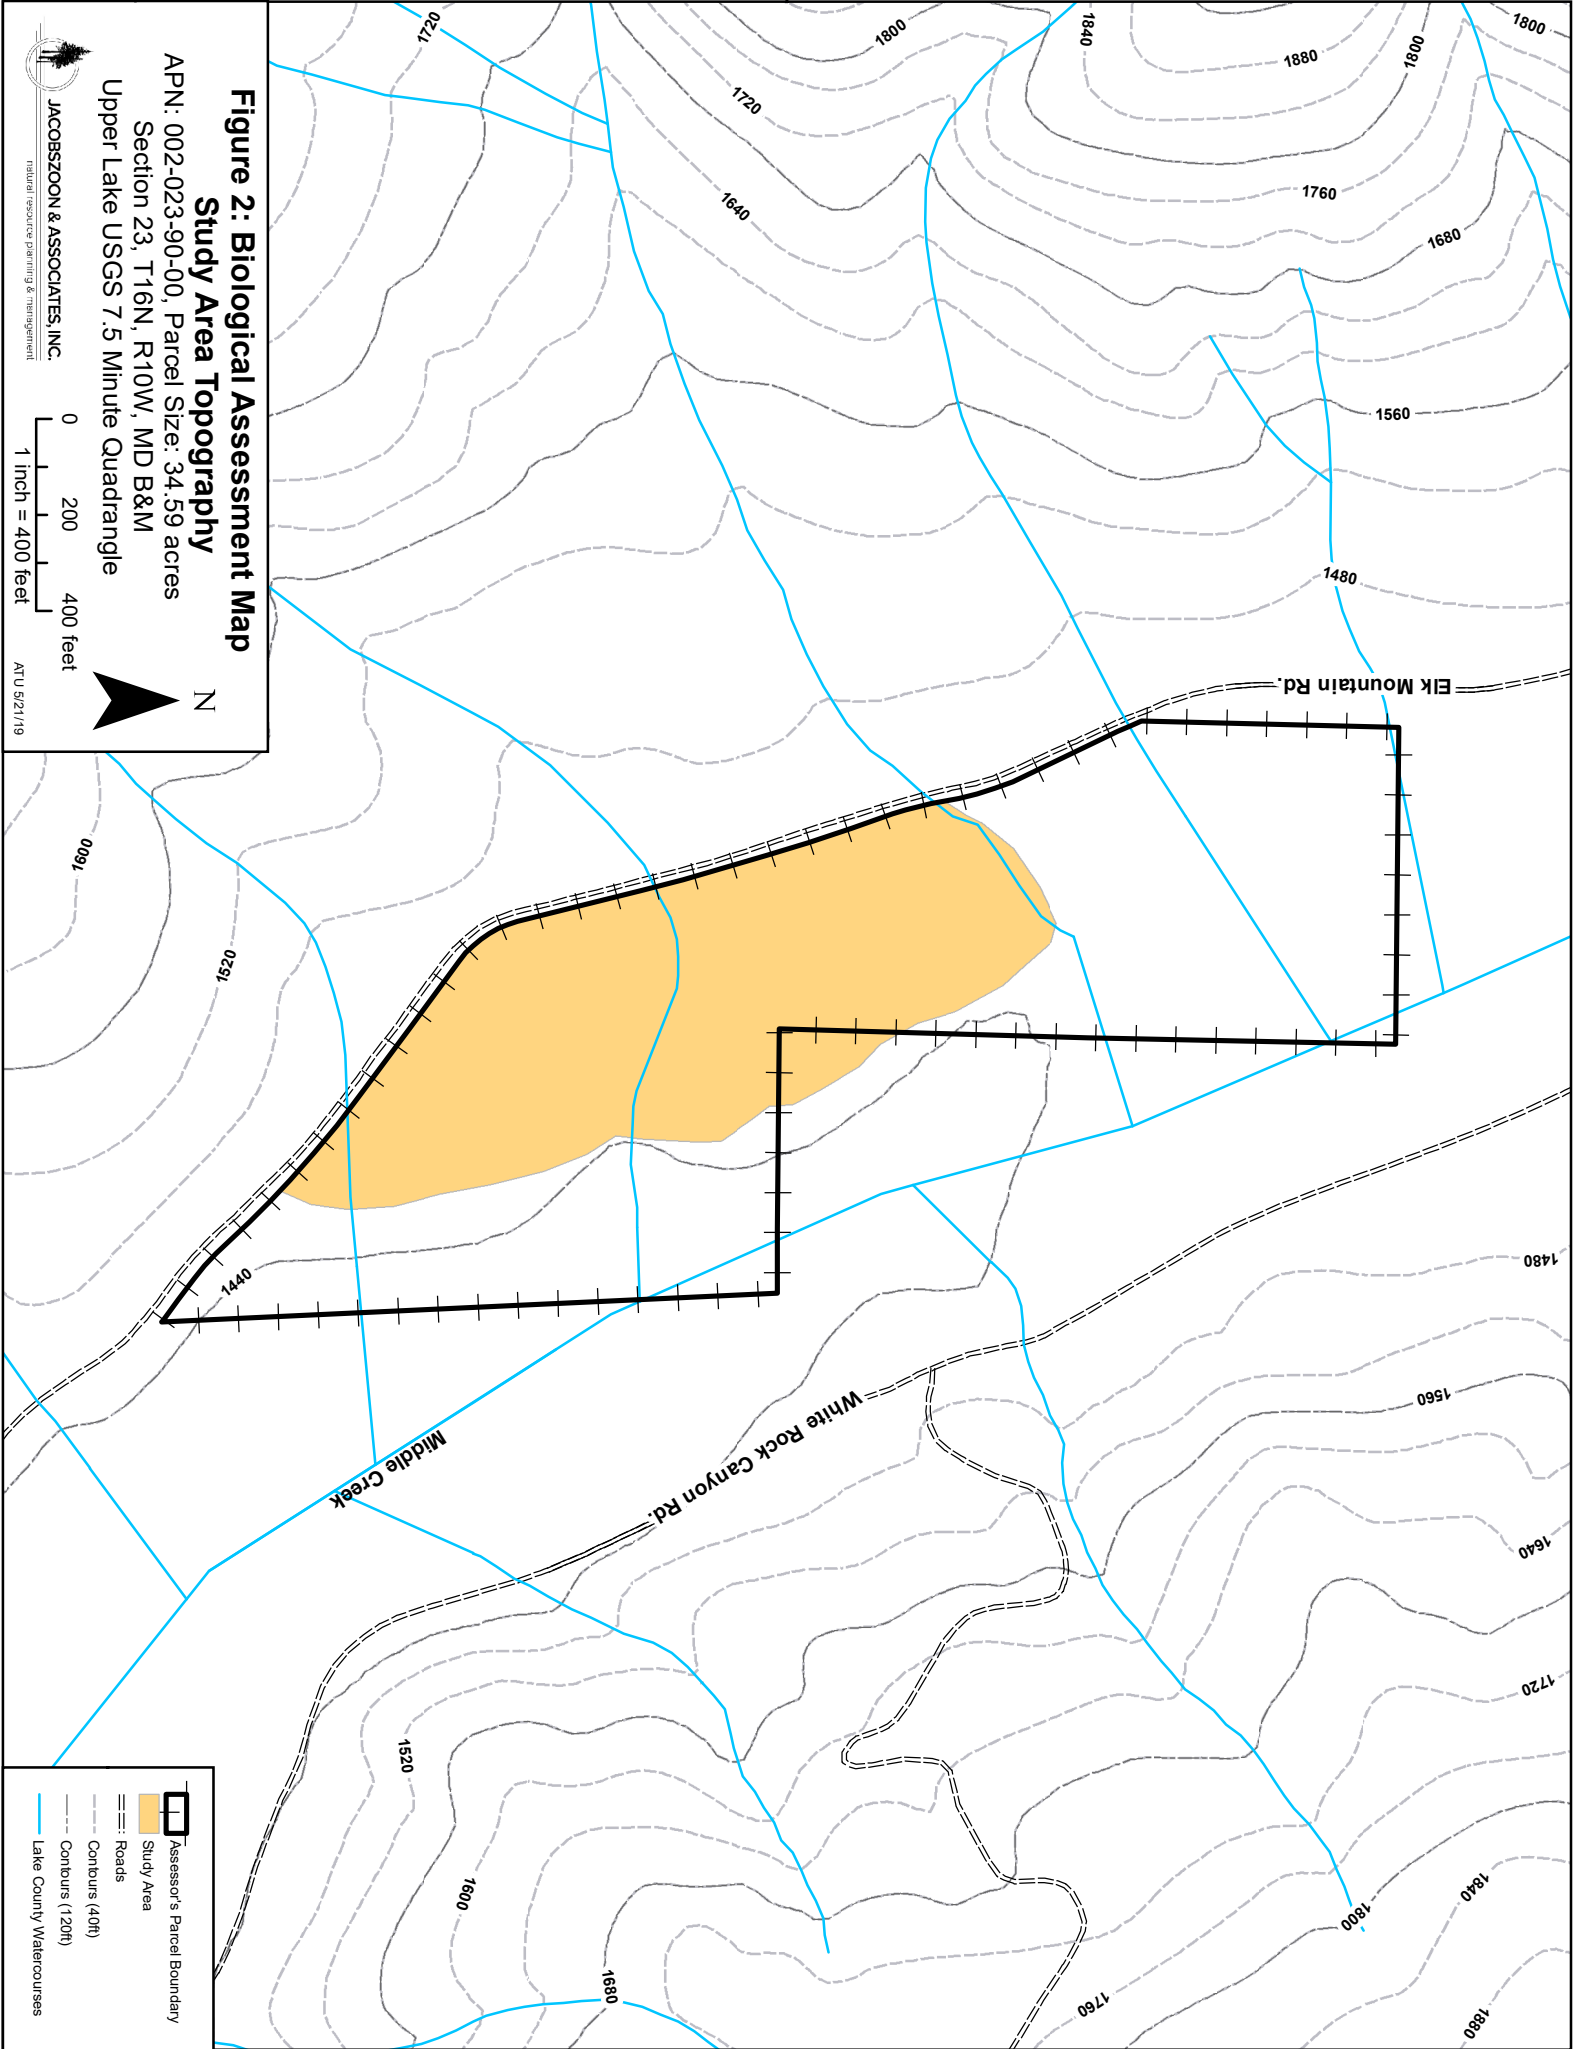 Figure 2: Biological Assessment Map
Study Area Topography
APN: 002-023-90-00, Parcel Size: 34.59 acres
Section 23, T16N, R10W, MD B&M
Upper Lake USGS 7.5 Minute Quadrangle
JACOBSZOON & ASSOCIATES, INC.
natural resource planning & management
0 200 400 feet
1 inch = 400 feet
N
ATU 5/21/19
Elk Mountain Rd.
White Rock Canyon Rd.
Middle Creek
1720
1800
1840
1880
1800
1800
1720
1640
1760
1680
1560
1480
1600
1520
1440
1480
1560
1640
1720
1520
1600
1680
1800
1840
1760
1880
Assessor's Parcel Boundary
Study Area
Roads
Contours (40ft)
Contours (120ft)
Lake County Watercourses